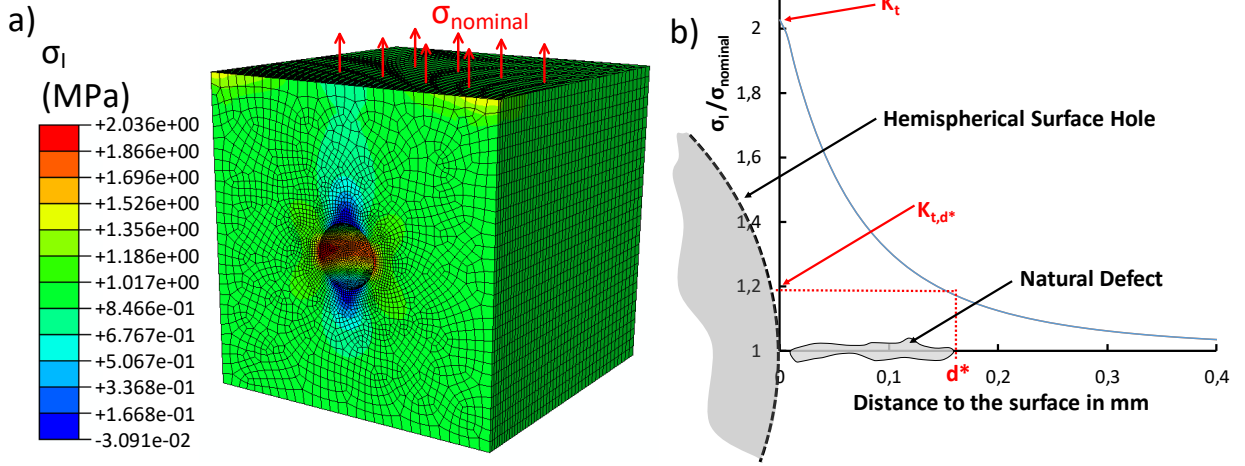 a)
σI
(MPa)
+2.036e+00
+1.866e+00
+1.696e+00
+1.526e+00
+1.356e+00
+1.186e+00
+1.017e+00
+8.466e-01
+6.767e-01
+5.067e-01
+3.368e-01
+1.668e-01
-3.091e-02
σnominal
b)
Kt
σI/σnominal
2
1,8
1,6
1,4
1,2
1
Hemispherical Surface Hole
Kt,d*
Natural Defect
0
0,1
d*
0,2
0,3
0,4
Distance to the surface in mm